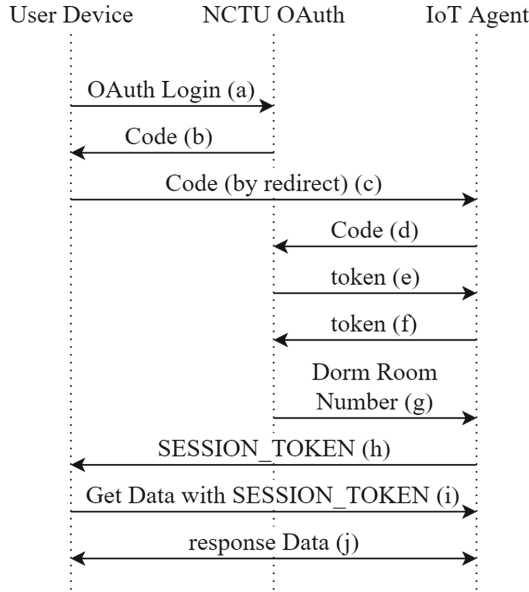 User Device
NCTU OAuth
IoT Agent
OAuth Login (a)
Code (b)
Code (by redirect) (c)
Code (d)
token (e)
token (f)
Dorm Room
Number (g)
SESSION_TOKEN (h)
Get Data with SESSION_TOKEN (i)
response Data (j)